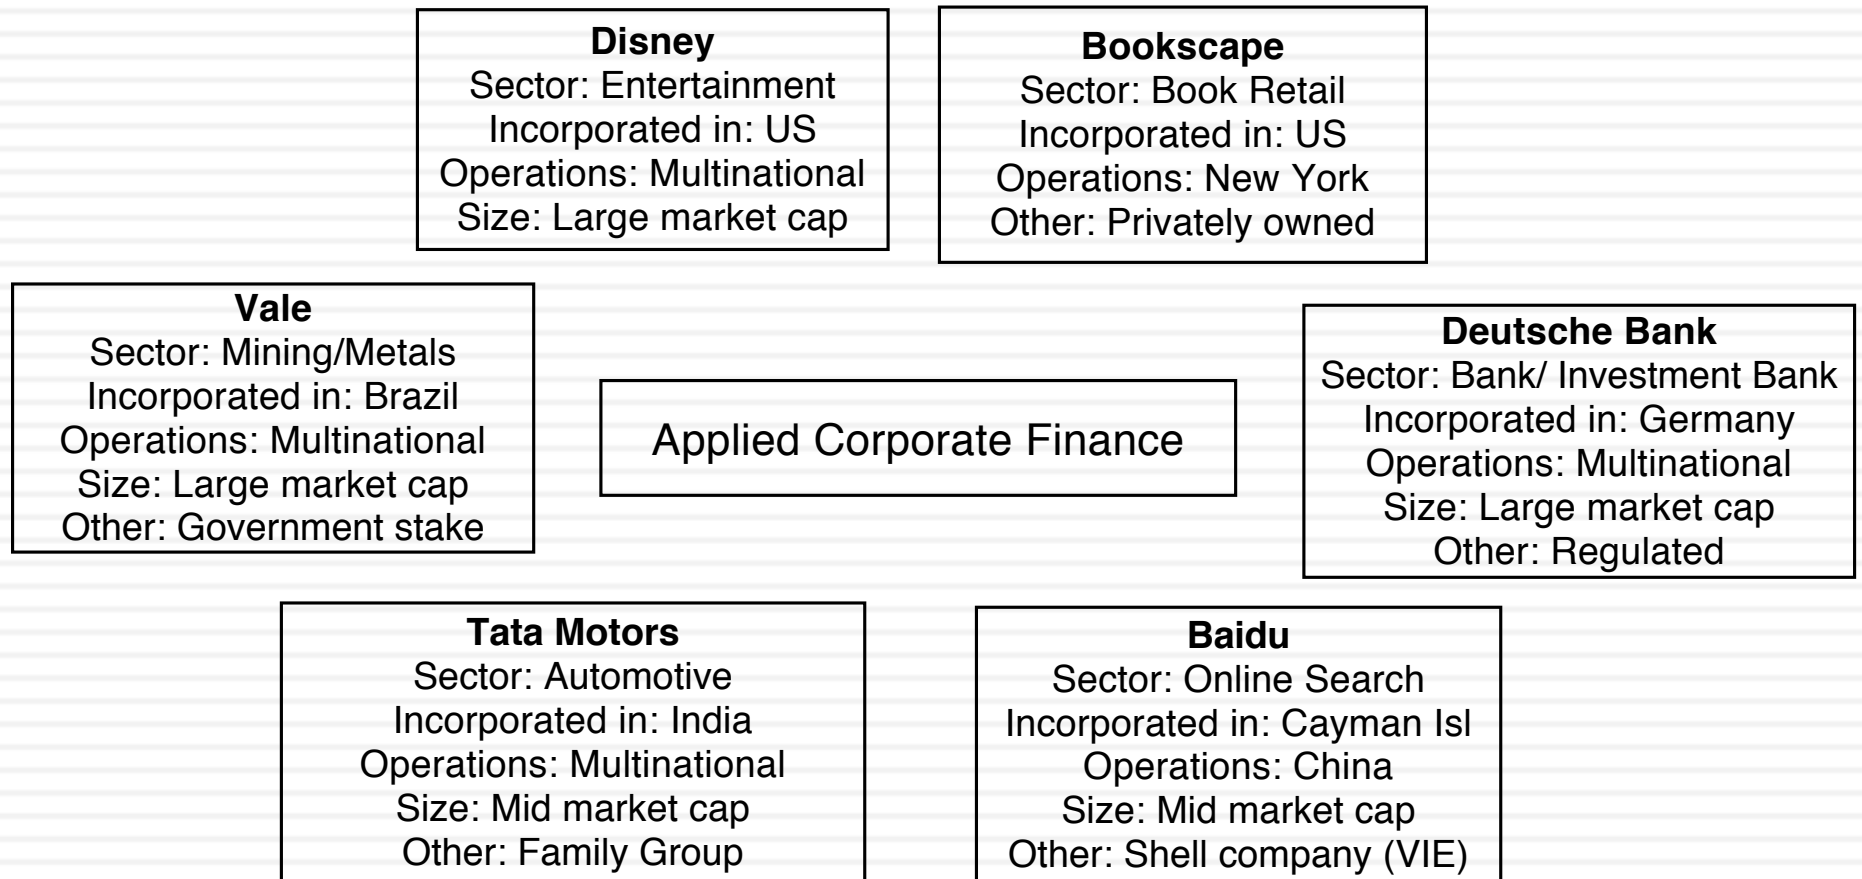 Disney
Sector: Entertainment
Incorporated in: US
Operations: Multinational
Size: Large market cap
Bookscape
Sector: Book Retail
Incorporated in: US
Operations: New York
Other: Privately owned
Vale
Sector: Mining/Metals
Incorporated in: Brazil
Operations: Multinational
Size: Large market cap
Other: Government stake
Applied Corporate Finance
Deutsche Bank
Sector: Bank/ Investment Bank
Incorporated in: Germany
Operations: Multinational
Size: Large market cap
Other: Regulated
Tata Motors
Sector: Automotive
Incorporated in: India
Operations: Multinational
Size: Mid market cap
Other: Family Group
Baidu
Sector: Online Search
Incorporated in: Cayman Isl
Operations: China
Size: Mid market cap
Other: Shell company (VIE)